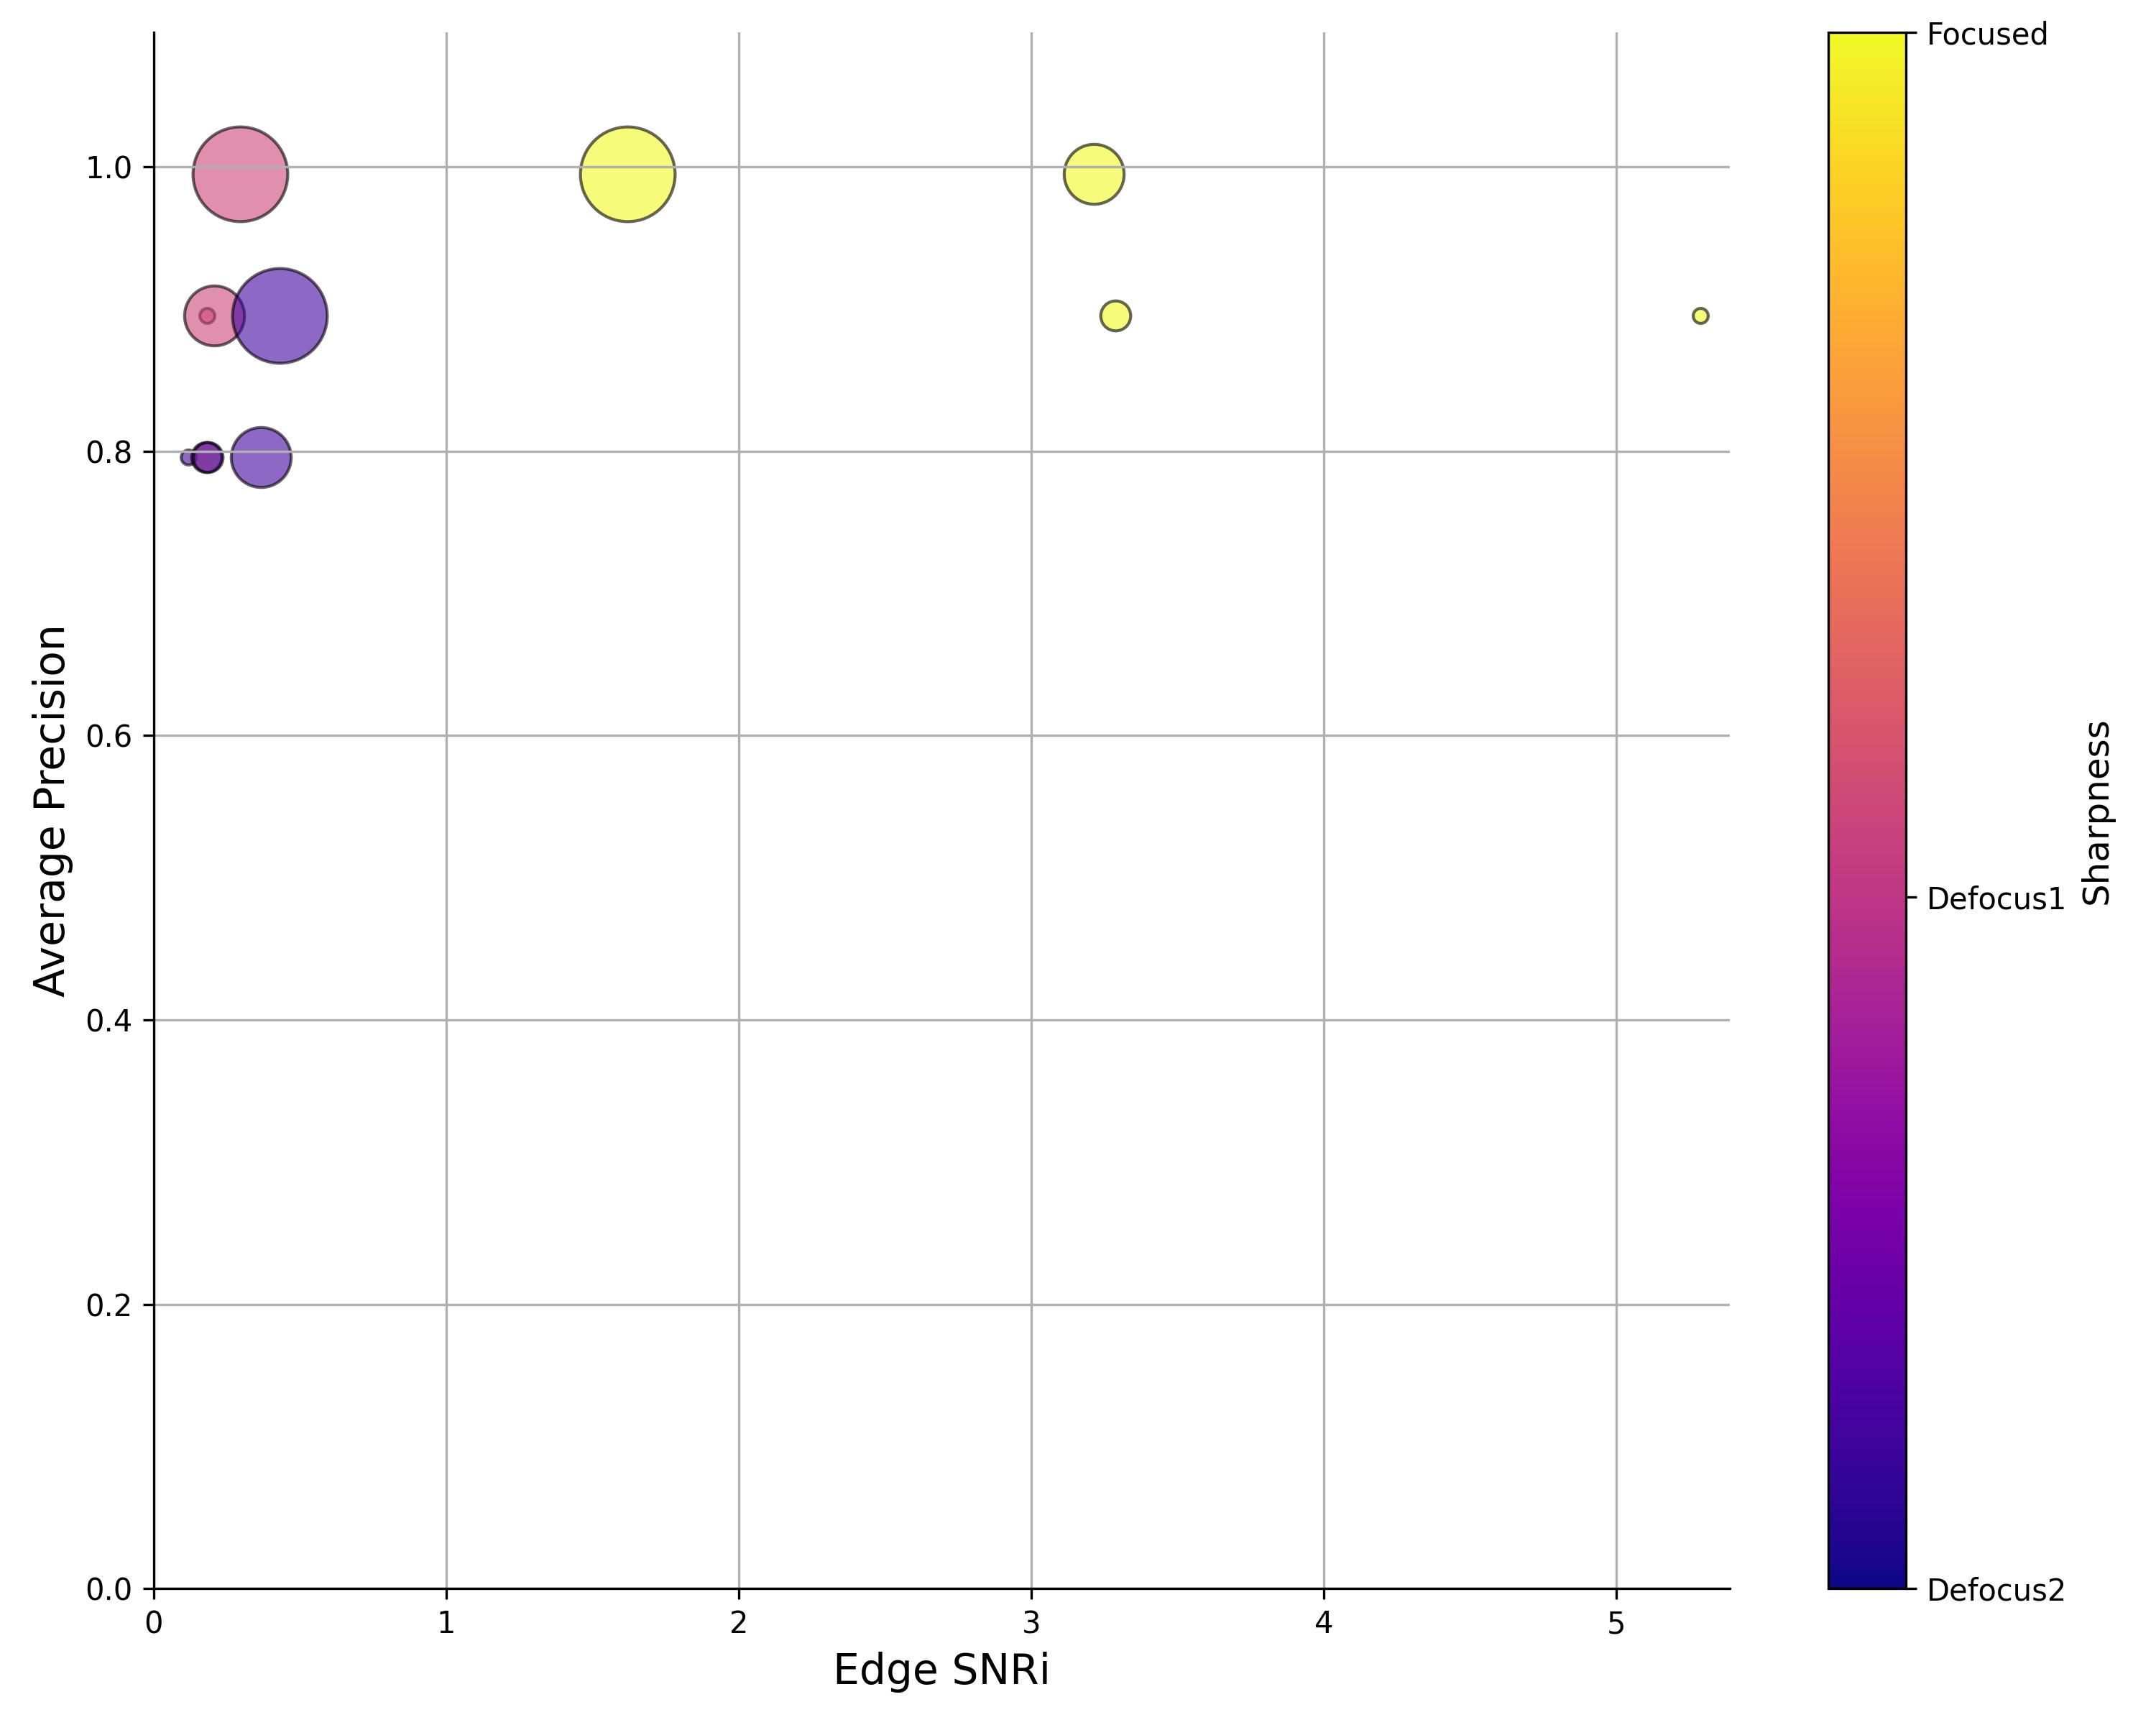 Average Precision
1.0
0.8
0.6
0.4
0.2
0.0
0 1 2 3 4 5
Edge SNRi
Focused
Defocus1
Defocus2
Sharpness